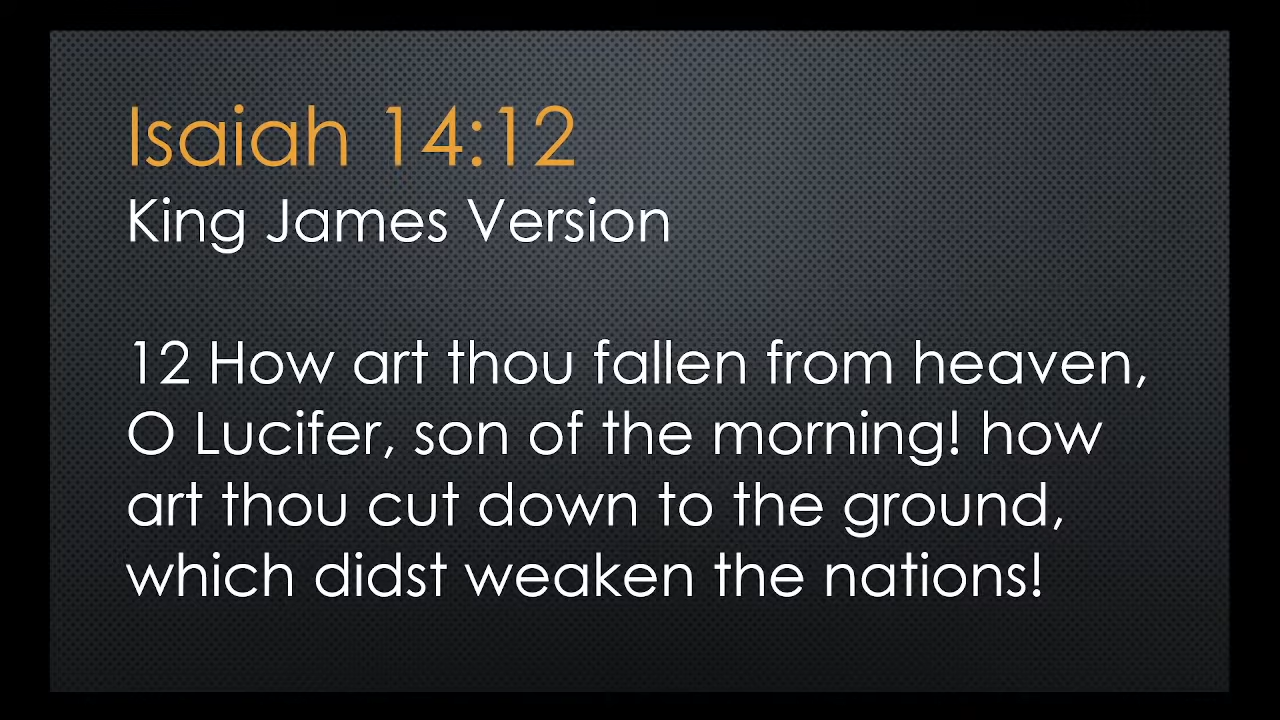 Isaiah 14:12
King James Version
12 How art thou fallen from heaven,
O Lucifer, son of the morning! how
art thou cut down to the ground,
which didst weaken the nations!